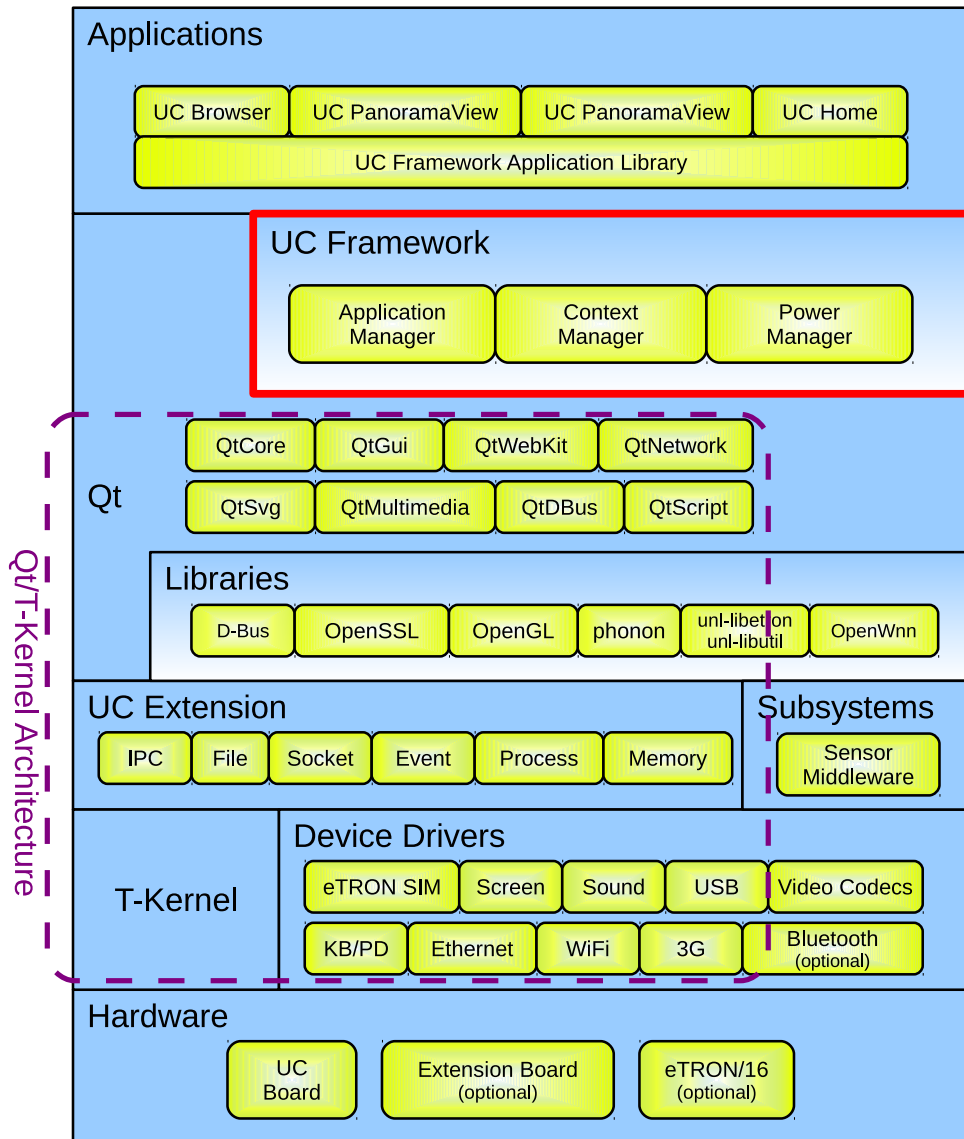 Applications
UC Browser
UC PanoramaView
UC PanoramaView
UC Home
UC Framework Application Library
UC Framework
Application
Manager
Context
Manager
Power
Manager
Qt
QtCore
QtGui
QtWebKit
QtNetwork
QtSvg
QtMultimedia
QtDBus
QtScript
Qt/T-Kernel Architecture
Libraries
D-Bus
OpenSSL
OpenGL
phonon
unl-libetron
unl-libutil
OpenWnn
UC Extension
IPC
File
Socket
Event
Process
Memory
Subsystems
Sensor
Middleware
T-Kernel
Device Drivers
eTRON SIM
Screen
Sound
USB
Video Codecs
KB/PD
Ethernet
WiFi
3G
Bluetooth
(optional)
Hardware
UC
Board
Extension Board
(optional)
eTRON/16
(optional)